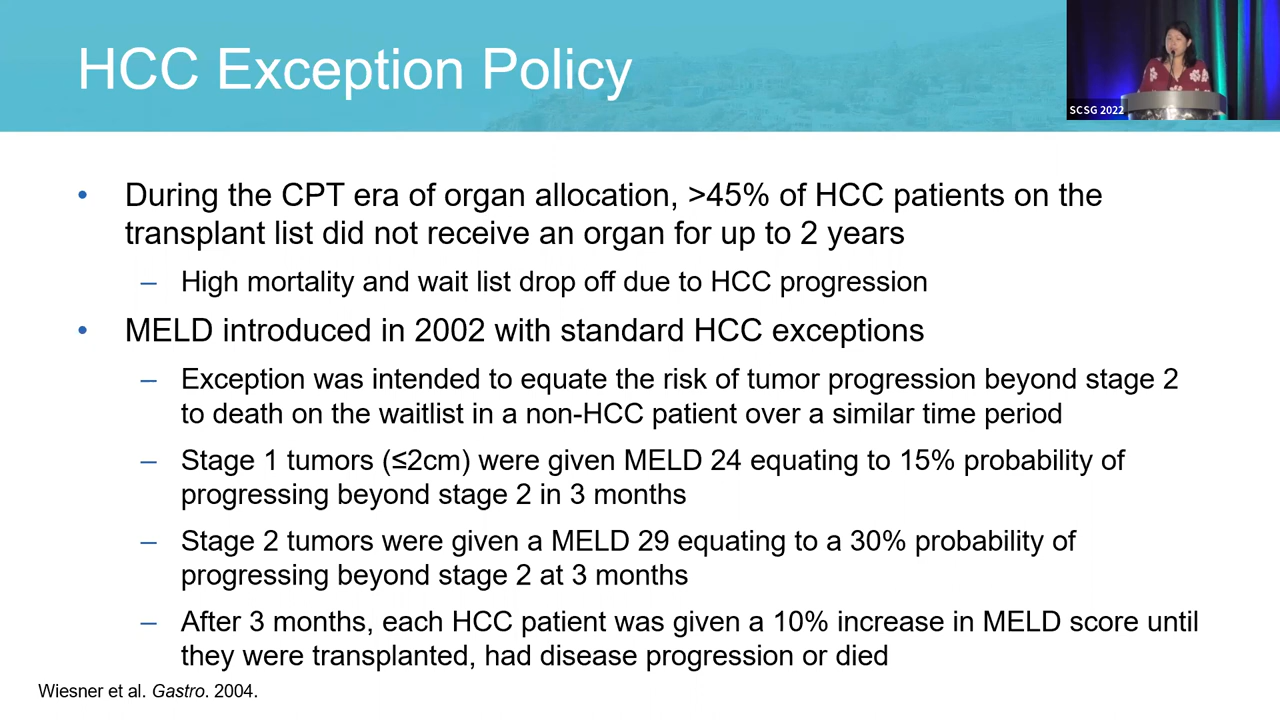 HCC Exception Policy
SCSG 2022
• During the CPT era of organ allocation, >45% of HCC patients on the
transplant list did not receive an organ for up to 2 years
– High mortality and wait list drop off due to HCC progression
• MELD introduced in 2002 with standard HCC exceptions
– Exception was intended to equate the risk of tumor progression beyond stage 2
to death on the waitlist in a non-HCC patient over a similar time period
– Stage 1 tumors (≤2cm) were given MELD 24 equating to 15% probability of
progressing beyond stage 2 in 3 months
– Stage 2 tumors were given a MELD 29 equating to a 30% probability of
progressing beyond stage 2 at 3 months
– After 3 months, each HCC patient was given a 10% increase in MELD score until
they were transplanted, had disease progression or died
Wiesner et al. Gastro. 2004.